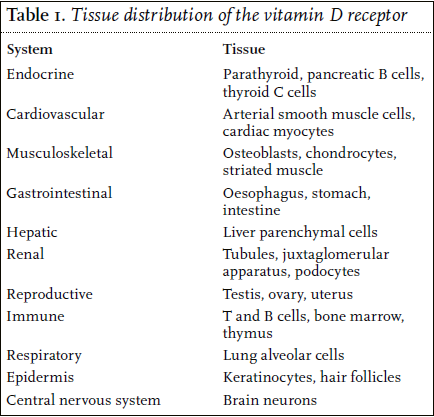 Table 1. Tissue distribution of the vitamin D receptor
System Tissue
Endocrine Parathyroid, pancreatic B cells,
thyroid C cells
Cardiovascular Arterial smooth muscle cells,
cardiac myocytes
Musculoskeletal Osteoblasts, chondrocytes,
striated muscle
Gastrointestinal Oesophagus, stomach,
intestine
Hepatic Liver parenchymal cells
Renal Tubules, juxtaglomerular
apparatus, podocytes
Reproductive Testis, ovary, uterus
Immune T and B cells, bone marrow,
thymus
Respiratory Lung alveolar cells
Epidermis Keratinocytes, hair follicles
Central nervous system Brain neurons